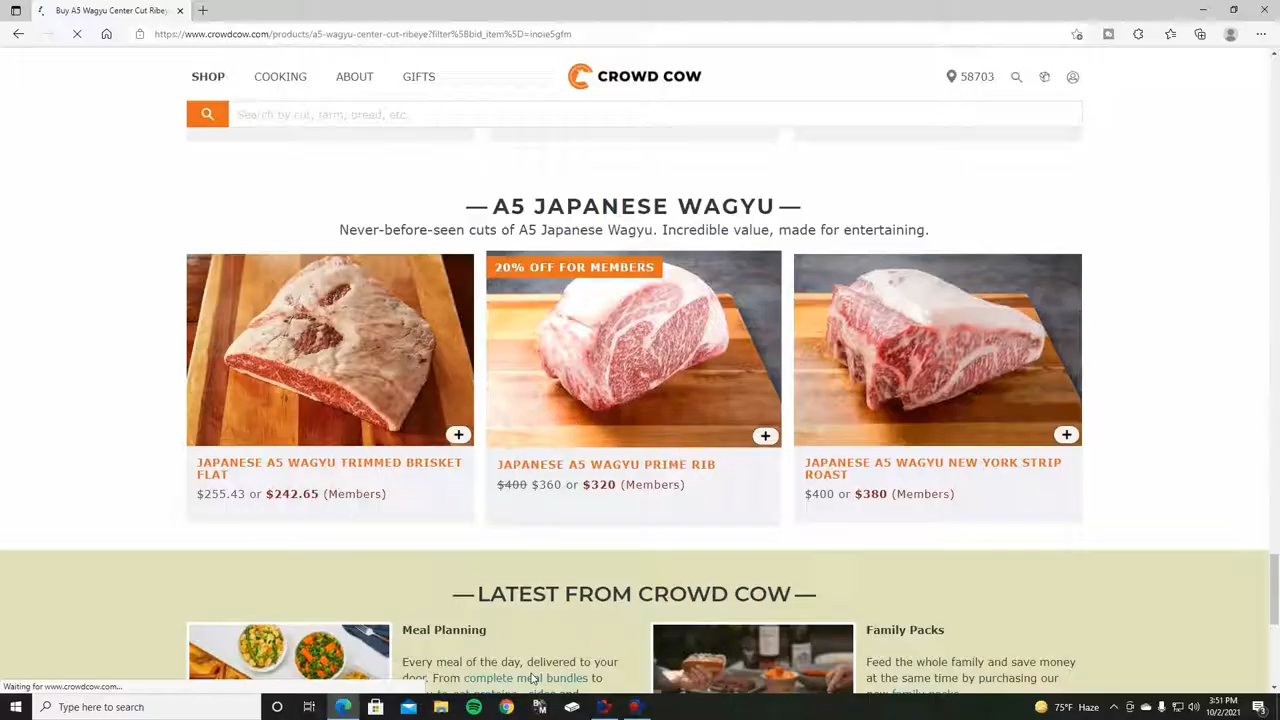 Buy A5 Wagyu Center Cut Ribey
https://www.crowdcow.com/products/a5-wagyu-center-cut-ribeye?filter%5Bbid_item%5D=inoie5gfm
SHOP COOKING ABOUT GIFTS CROWD COW 58703
Search by cut, farm, bread, etc.
— A5 JAPANESE WAGYU —
Never-before-seen cuts of A5 Japanese Wagyu. Incredible value, made for entertaining.
20% OFF FOR MEMBERS
JAPANESE A5 WAGYU TRIMMED BRISKET FLAT
$255.43 or $242.65 (Members)
JAPANESE A5 WAGYU PRIME RIB
$400 $360 or $320 (Members)
JAPANESE A5 WAGYU NEW YORK STRIP ROAST
$400 or $380 (Members)
— LATEST FROM CROWD COW —
Meal Planning
Every meal of the day, delivered to your
door. From complete meal bundles to
Family Packs
Feed the whole family and save money
at the same time by purchasing our
new family packs
Waiting for www.crowdcow.com...
Type here to search
75°F Haze
3:51 PM
10/2/2021